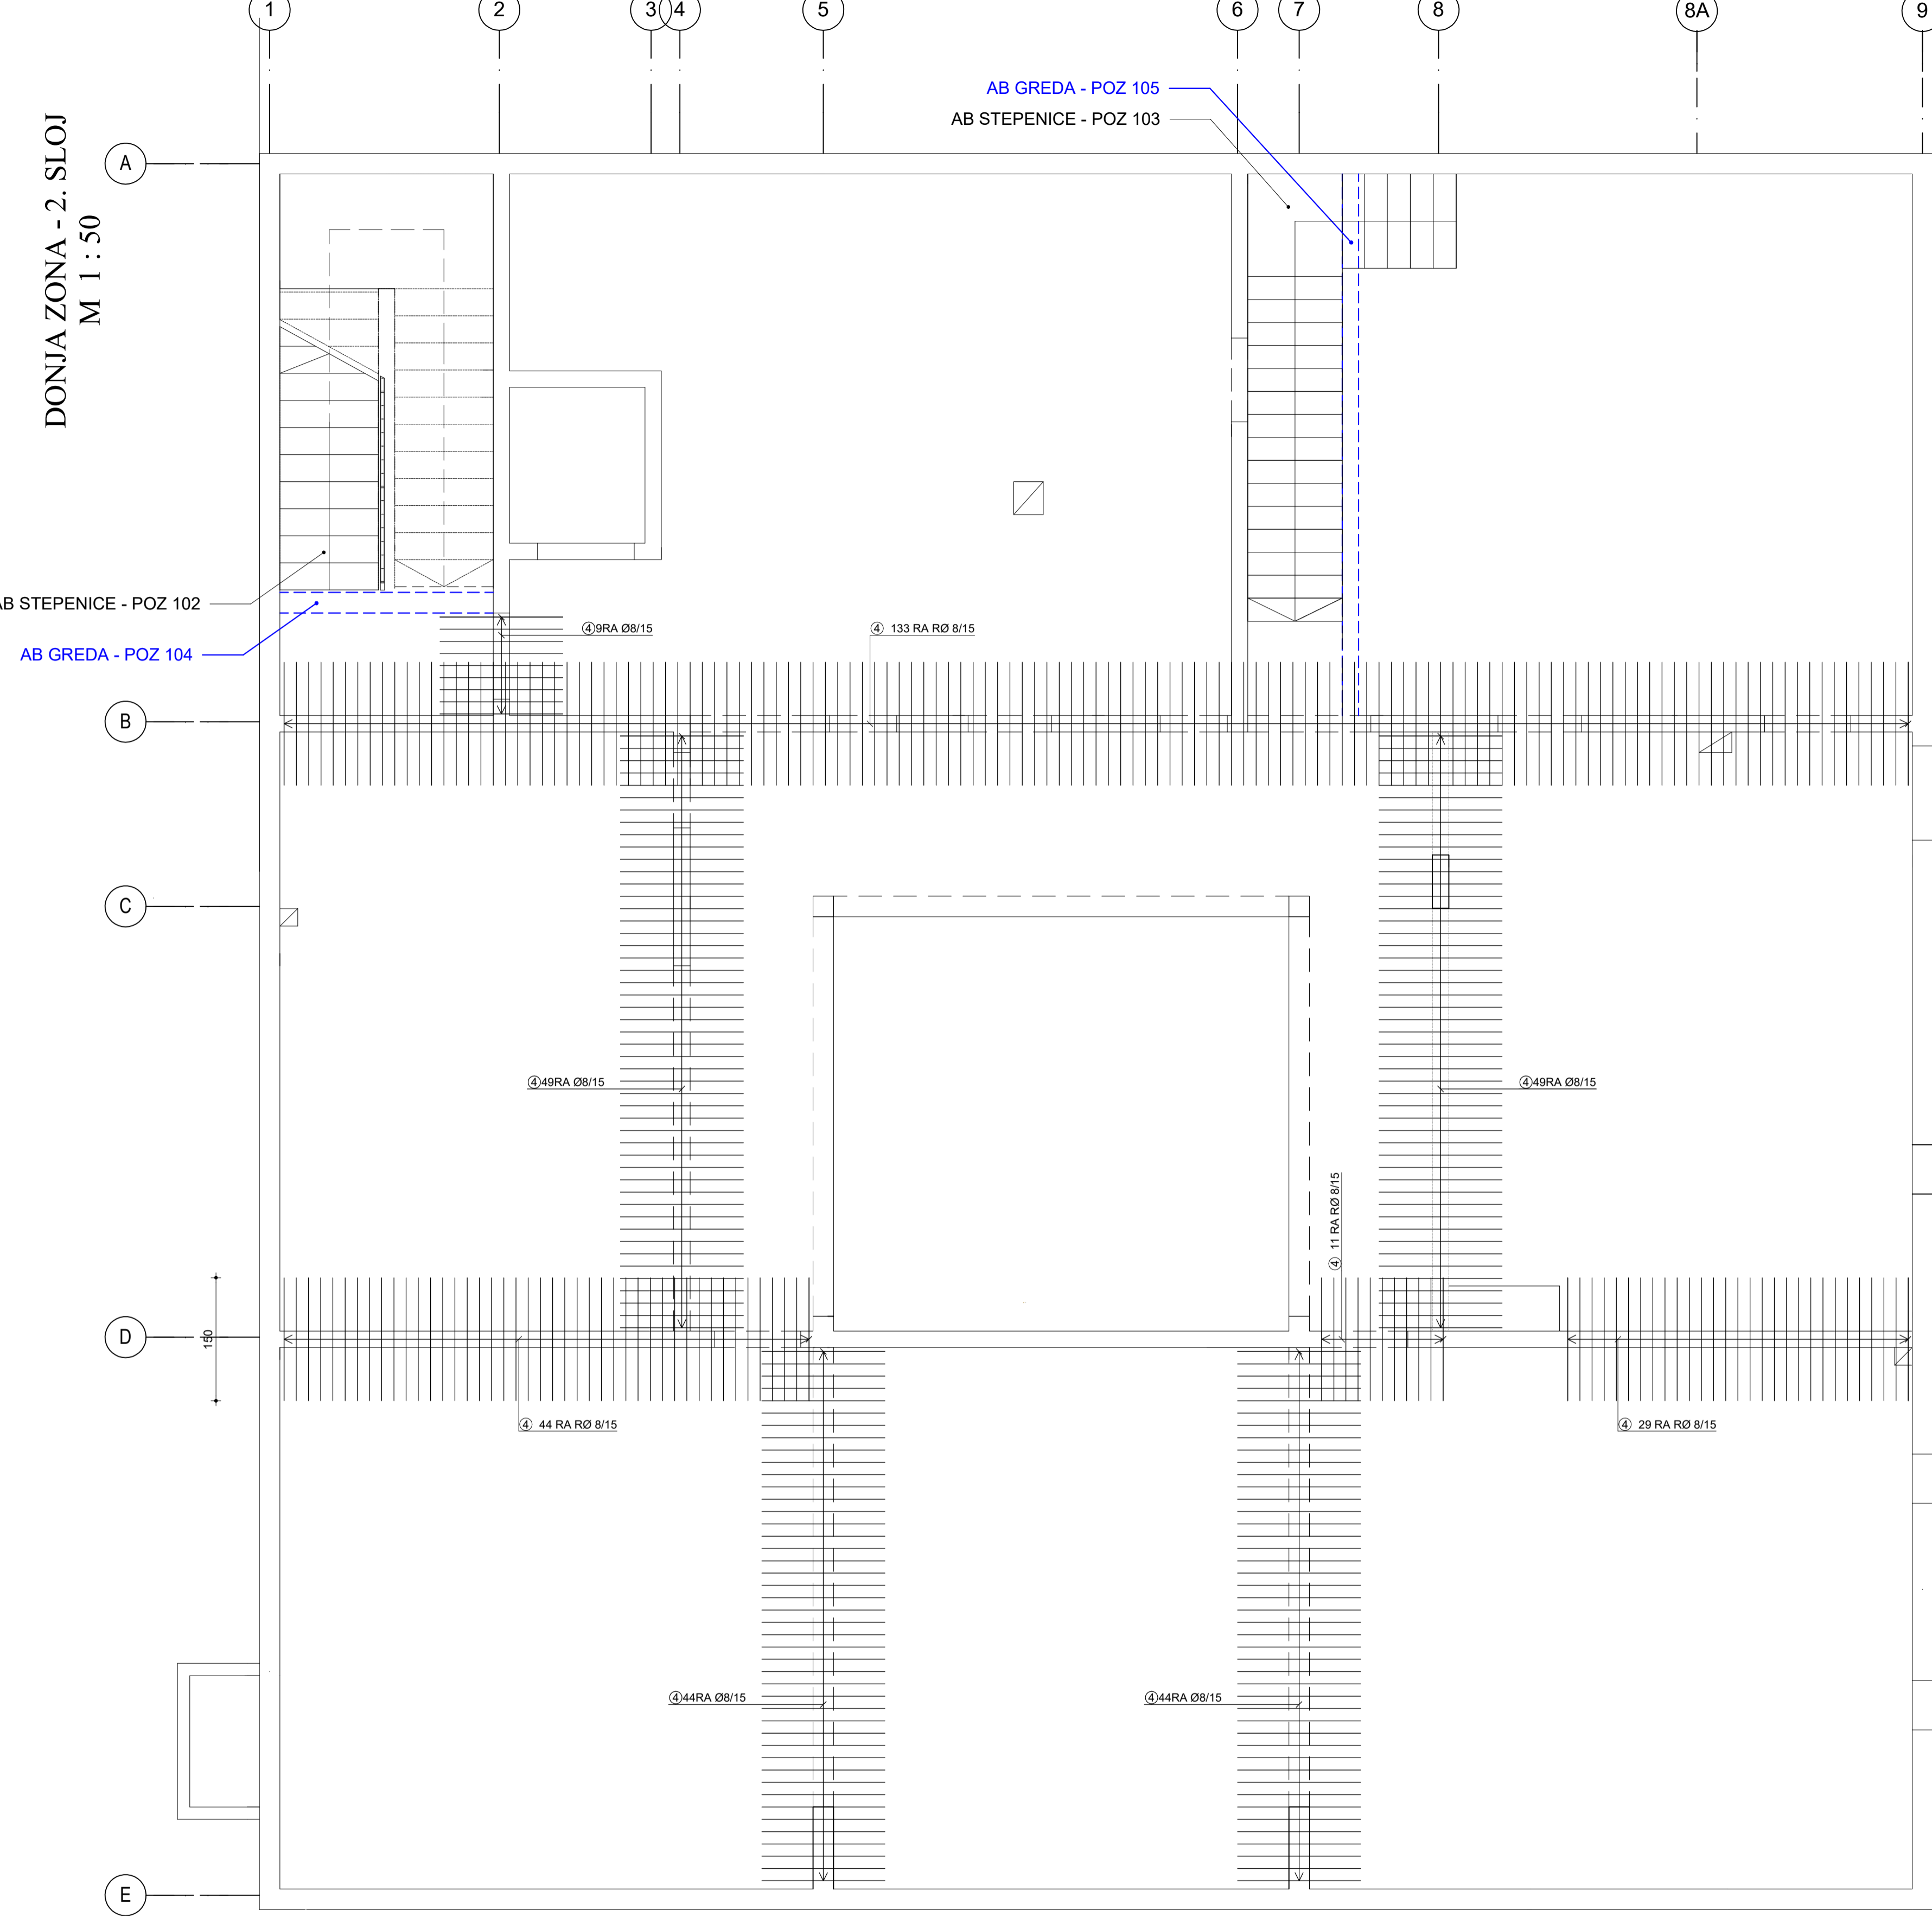 1
2
3
4
5
6
7
8
8A
9
AB GREDA - POZ 105
AB STEPENICE - POZ 103
DONJA ZONA - 2. SLOJ
M 1 : 50
A
AB STEPENICE - POZ 102
AB GREDA - POZ 104
4 9RA Ø8/15
4 133 RA RØ 8/15
B
C
4 49RA Ø8/15
4 49RA Ø8/15
4 11 RA RØ 8/15
D
150
4 44 RA RØ 8/15
4 29 RA RØ 8/15
4 44RA Ø8/15
4 44RA Ø8/15
E